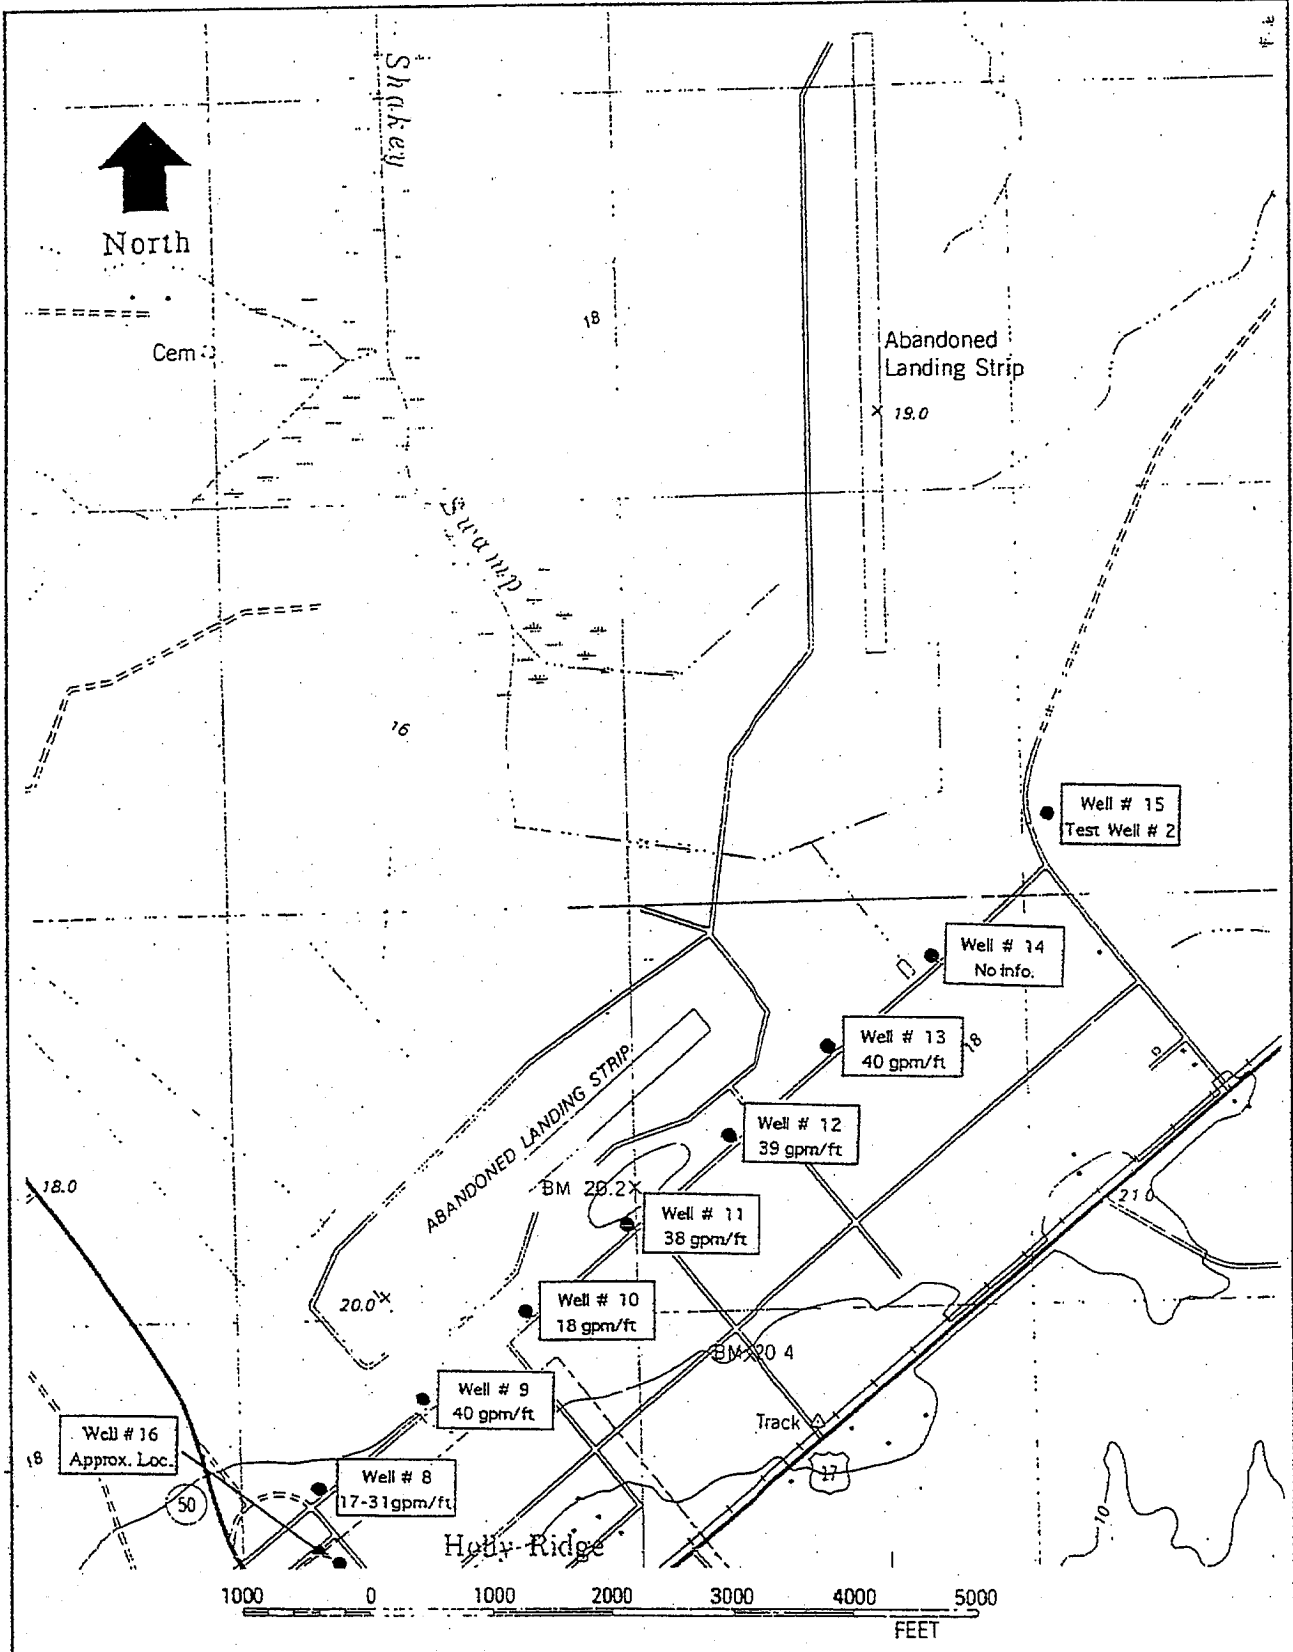 Shakey
North
18
Cem
Abandoned
Landing Strip
19.0
Swamp
16
Well # 15
Test Well # 2
Well # 14
No info.
Well # 13
40 gpm/ft
18
Well # 12
39 gpm/ft
ABANDONED LANDING STRIP
18.0
BM 20.2
21 0
Well # 11
38 gpm/ft
20.0
Well # 10
18 gpm/ft
BM 20 4
Well # 9
40 gpm/ft
Track
Well # 16
Approx. Loc.
18
Well # 8
17-31gpm/ft
17
50
10
Holly Ridge
1000 0 1000 2000 3000 4000 5000
FEET